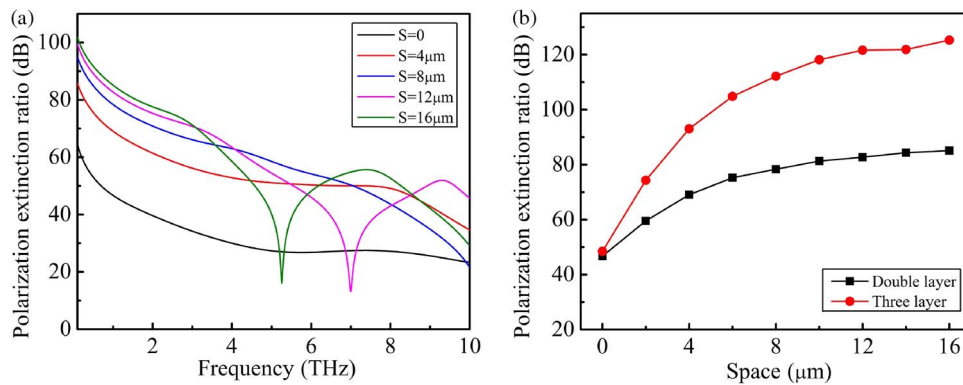 (a)
Polarization extinction ratio (dB)
100
80
60
40
20
0
S=0
S=4μm
S=8μm
S=12μm
S=16μm
2
4
6
8
10
Frequency (THz)
(b)
Polarization extinction ratio (dB)
120
100
80
60
40
20
Double layer
Three layer
0
4
8
12
16
Space (μm)